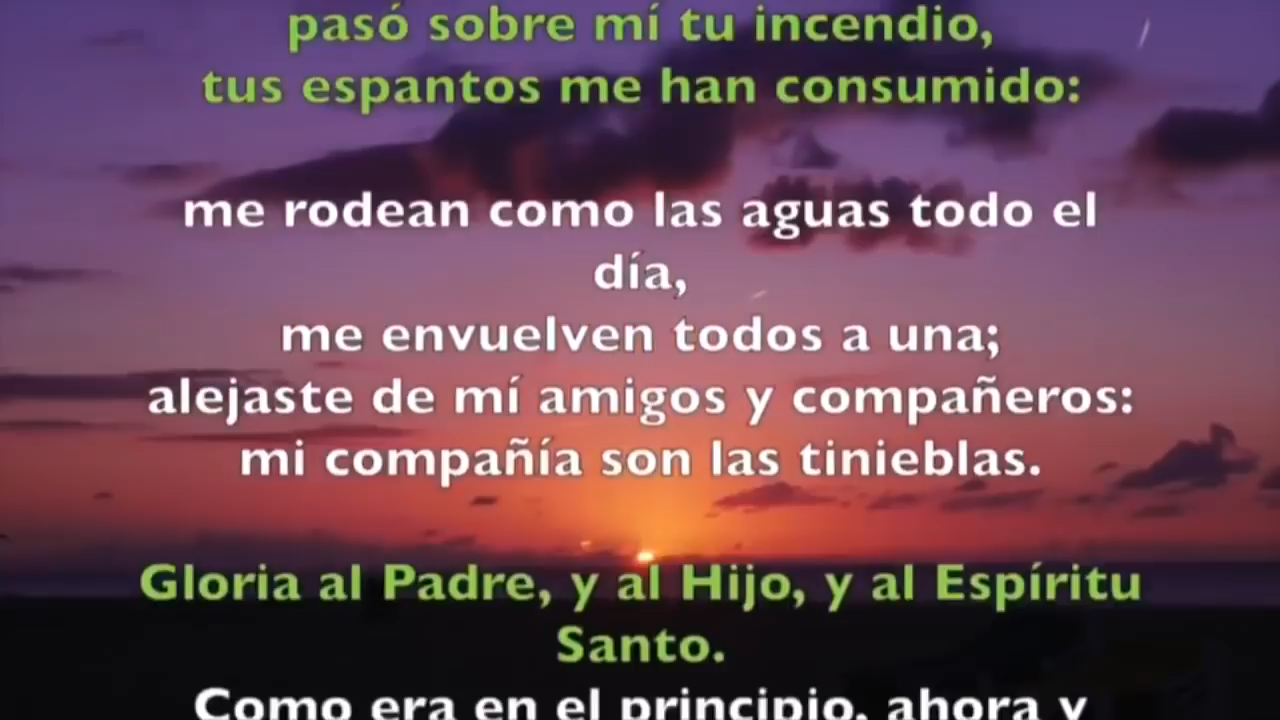 pasó sobre mí tu incendio,
tus espantos me han consumido:
me rodean como las aguas todo el
día,
me envuelven todos a una;
alejaste de mí amigos y compañeros:
mi compañía son las tinieblas.
Gloria al Padre, y al Hijo, y al Espíritu
Santo.
Como era en el principio, ahora y